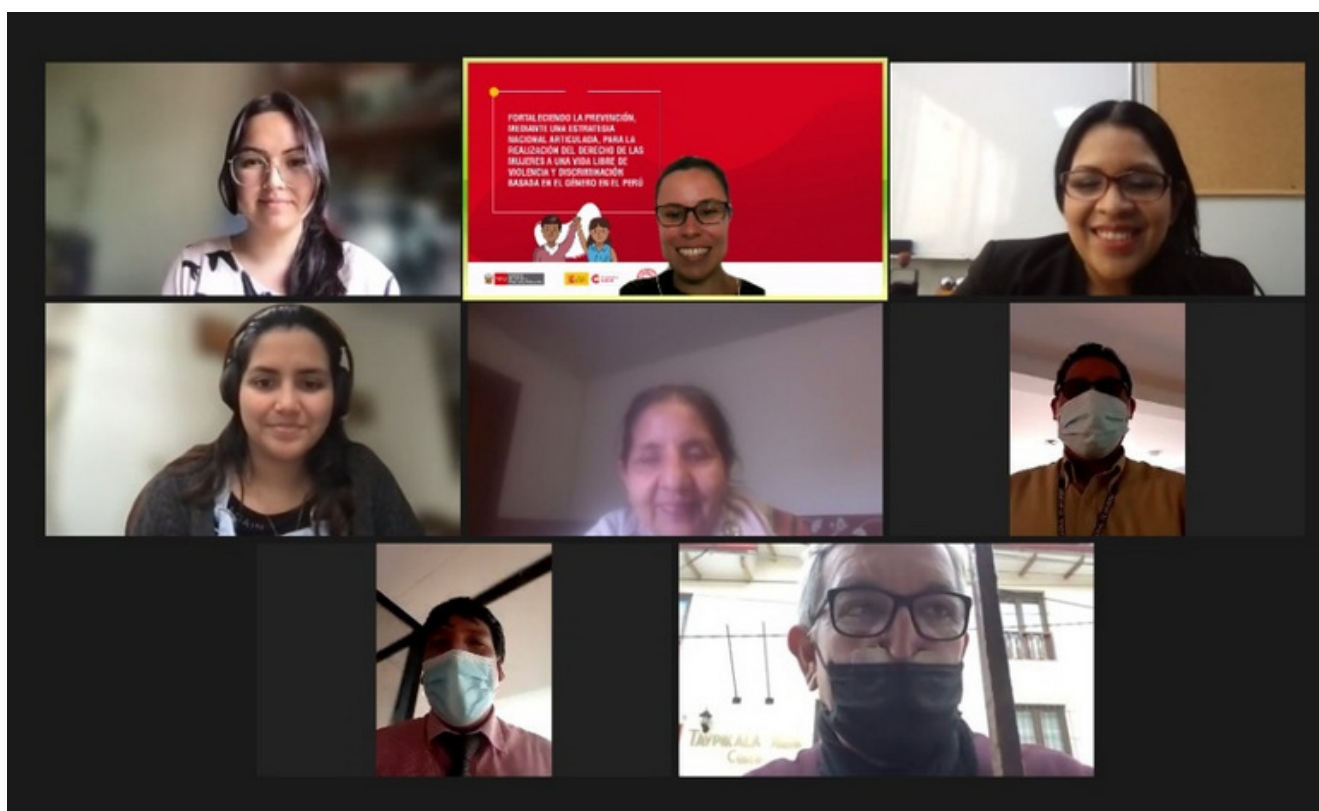 FORTALECIENDO LA PREVENCIÓN,
MEDIANTE UNA ESTRATEGIA
NACIONAL ARTICULADA, PARA LA
REALIZACIÓN DEL DERECHO DE LAS
MUJERES A UNA VIDA LIBRE DE
VIOLENCIA Y DISCRIMINACIÓN
BASADA EN EL GÉNERO EN EL PERÚ
TAYPIKALA